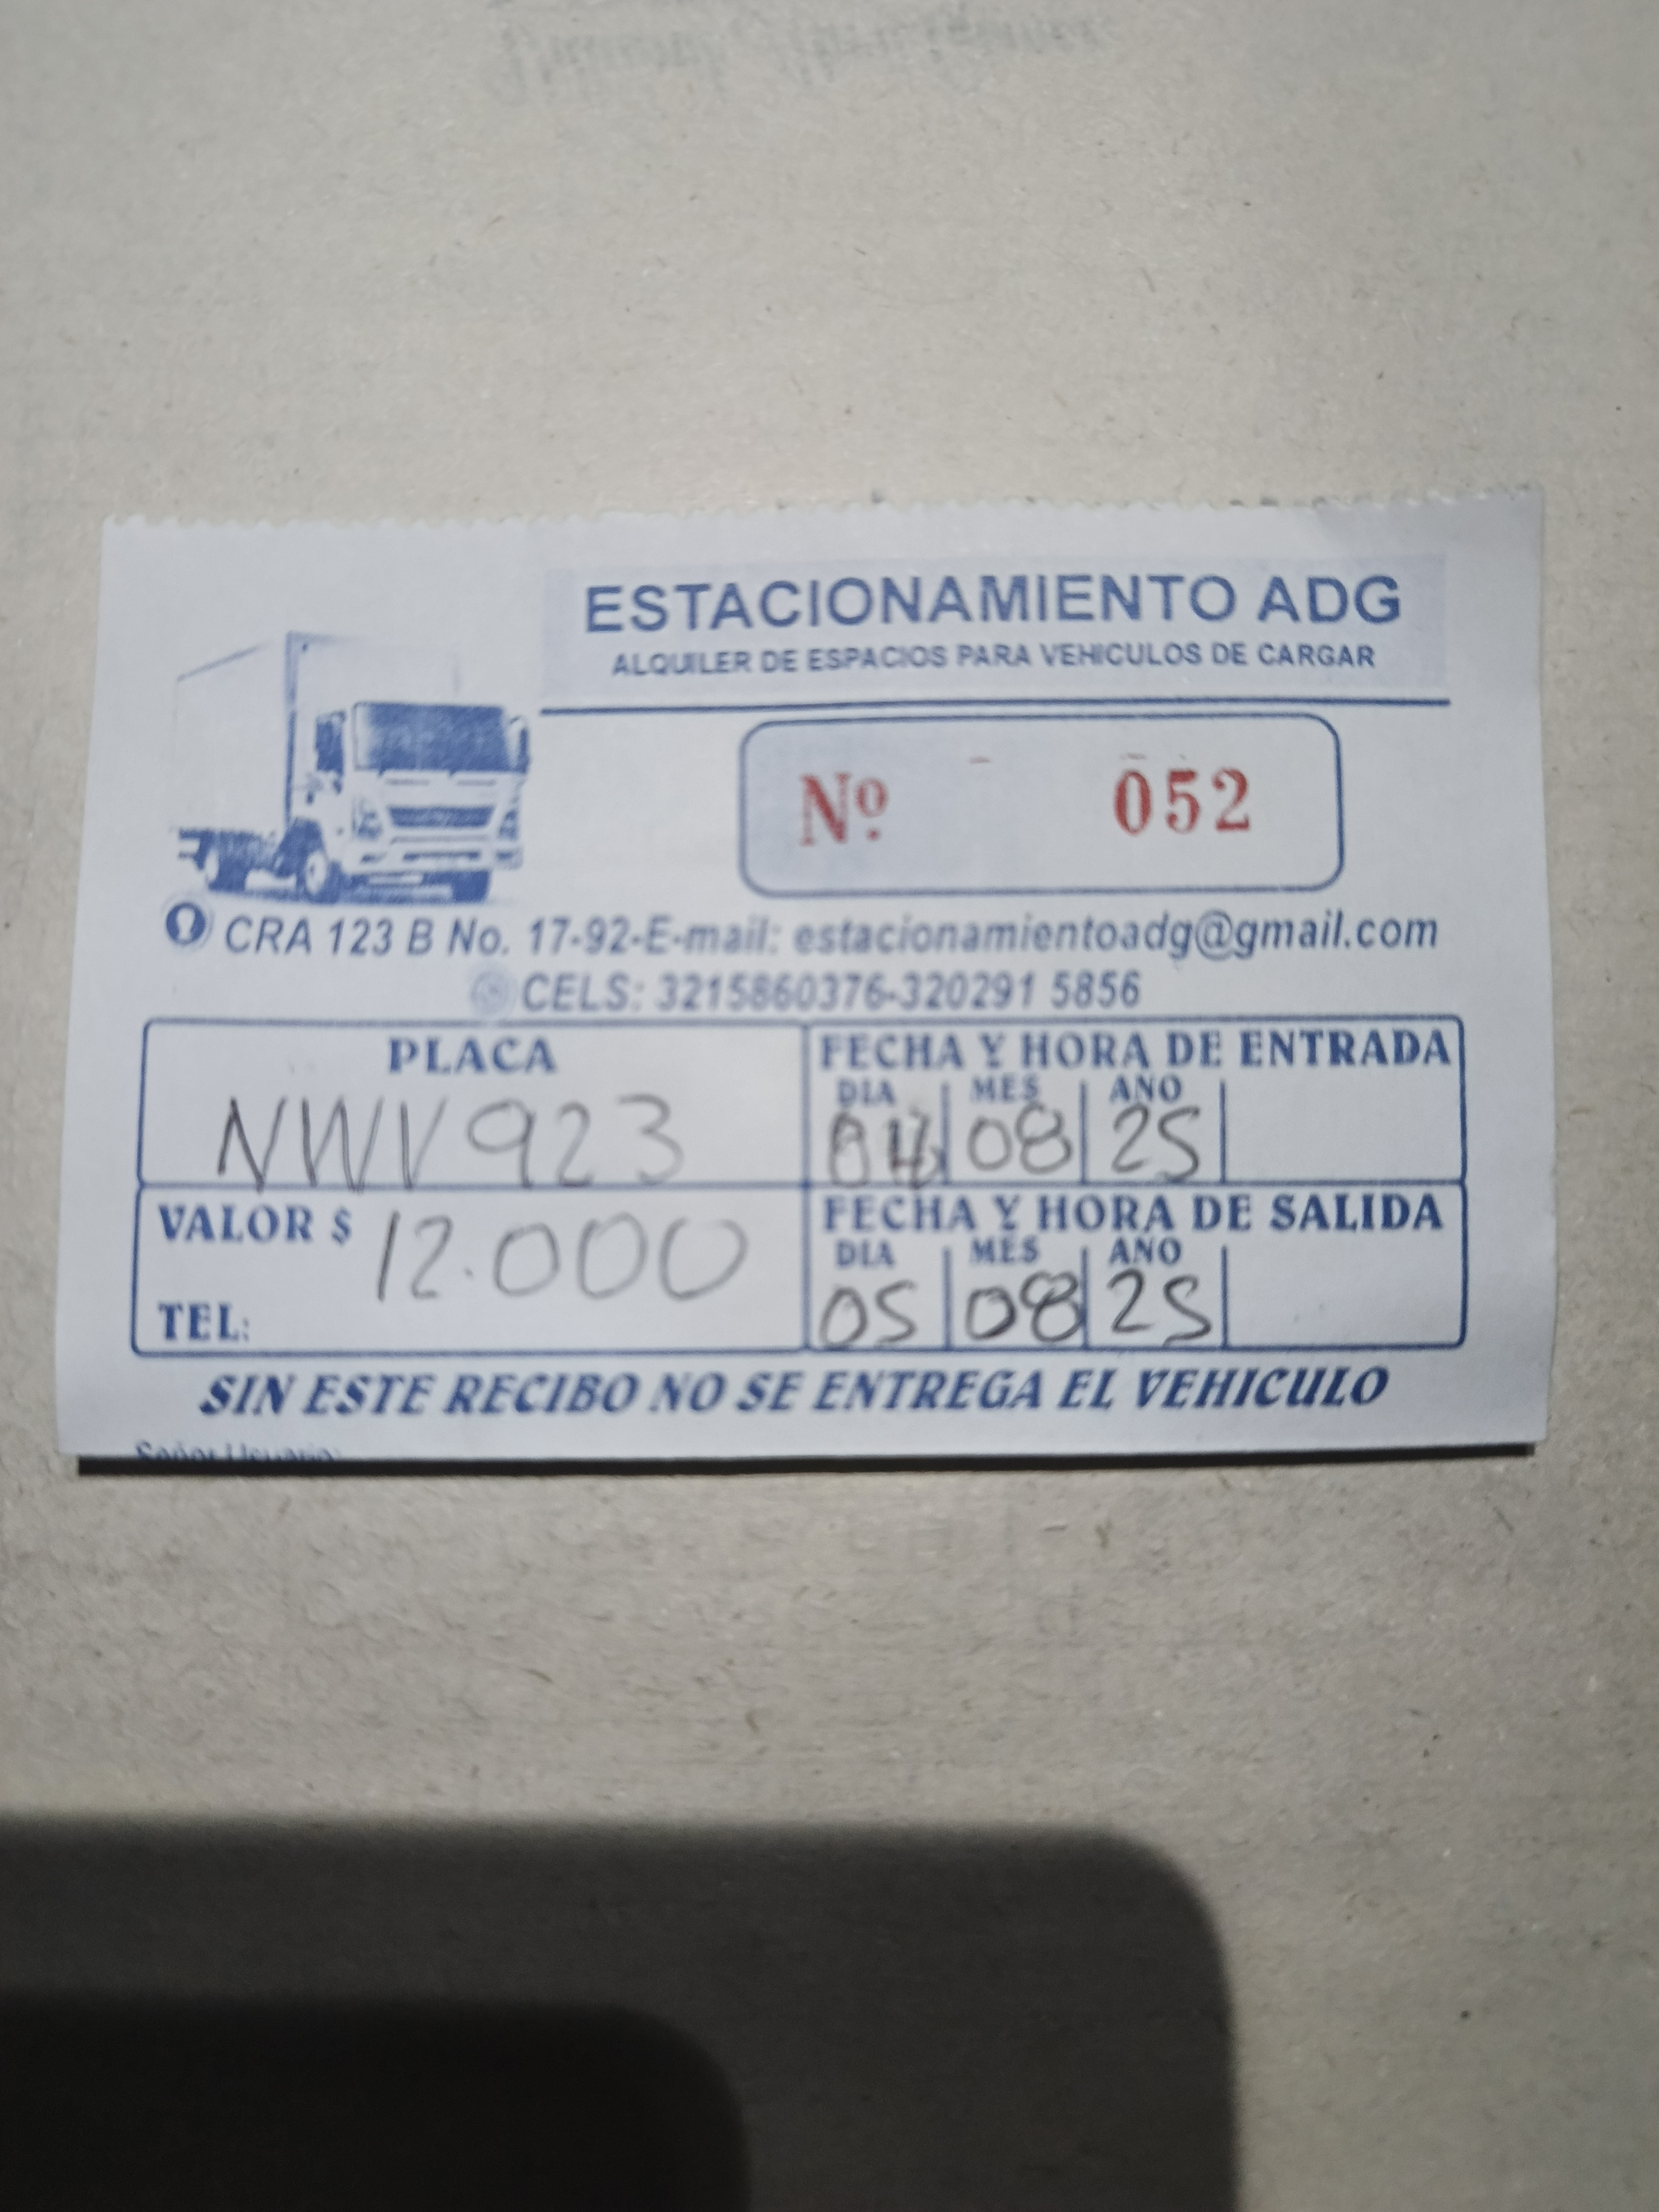 ESTACIONAMIENTO ADG
ALQUILER DE ESPACIOS PARA VEHICULOS DE CARGAR
Nº 052
CRA 123 B No. 17-92-E-mail: estacionamientoadg@gmail.com
CELS: 3215860376-320291 5856
PLACA
NWV923
FECHA Y HORA DE ENTRADA
DIA MES AÑO
04 08 25
VALOR $ 12.000
TEL:
FECHA Y HORA DE SALIDA
DIA MES AÑO
05 08 25
SIN ESTE RECIBO NO SE ENTREGA EL VEHICULO
Señor Usuario: